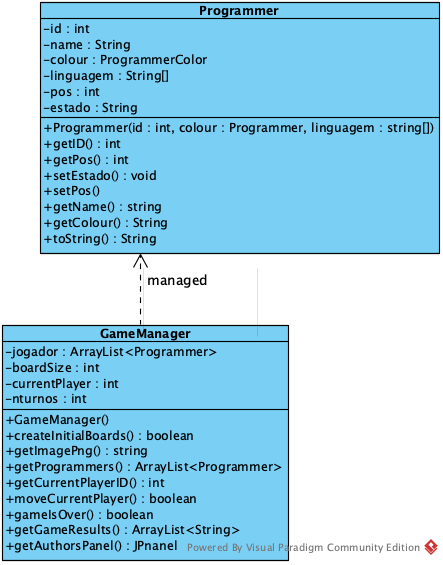 Programmer
-id : int
-name : String
-colour : ProgrammerColor
-linguagem : String[]
-pos : int
-estado : String
+Programmer(id : int, colour : Programmer, linguagem : string[])
+getID() : int
+getPos() : int
+setEstado() : void
+setPos()
+getName() : string
+getColour() : String
+toString() : String
managed
GameManager
-jogador : ArrayList<Programmer>
-boardSize : int
-currentPlayer : int
-nturnos : int
+GameManager()
+createInitialBoards() : boolean
+getImagePng() : string
+getProgrammers() : ArrayList<Programmer>
+getCurrentPlayerID() : int
+moveCurrentPlayer() : boolean
+gameIsOver() : boolean
+getGameResults() : ArrayList<String>
+getAuthorsPanel() : JPnanel
Powered By Visual Paradigm Community Edition